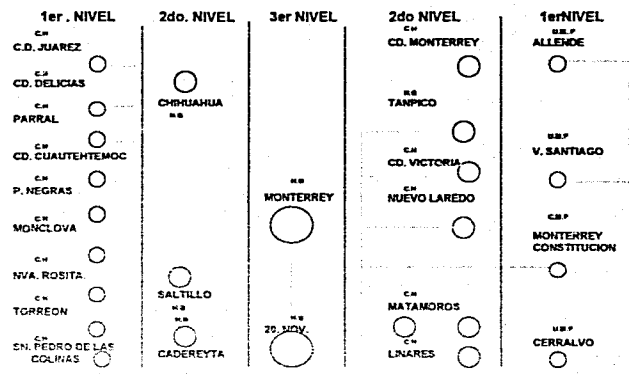 1er . NIVEL
C.H
C.D. JUAREZ
C.H
CD. DELICIAS
C.H
PARRAL
C.H
CD. CUAUTEHTEMOC
C.H
P. NEGRAS
C.H
MONCLOVA
C.H
NVA. ROSITA.
C.H
TORREON
C.H
SN. PEDRO DE LAS
COLINAS
2do. NIVEL
CHIHUAHUA
H.G
SALTILLO
H.G
H.G
CADEREYTA
3er NIVEL
H.G
MONTERREY
H.G
20. NOV.
2do NIVEL
C.H
CD. MONTERREY
H.G
TANPICO
C.H
CD. VICTORIA
C.H
NUEVO LAREDO
C.H
MATAMOROS
C.H
LINARES
1erNIVEL
U.M.F
ALLENDE
U.M.F
V. SANTIAGO
C.M.F
MONTERREY
CONSTITUCION
U.M.F
CERRALVO